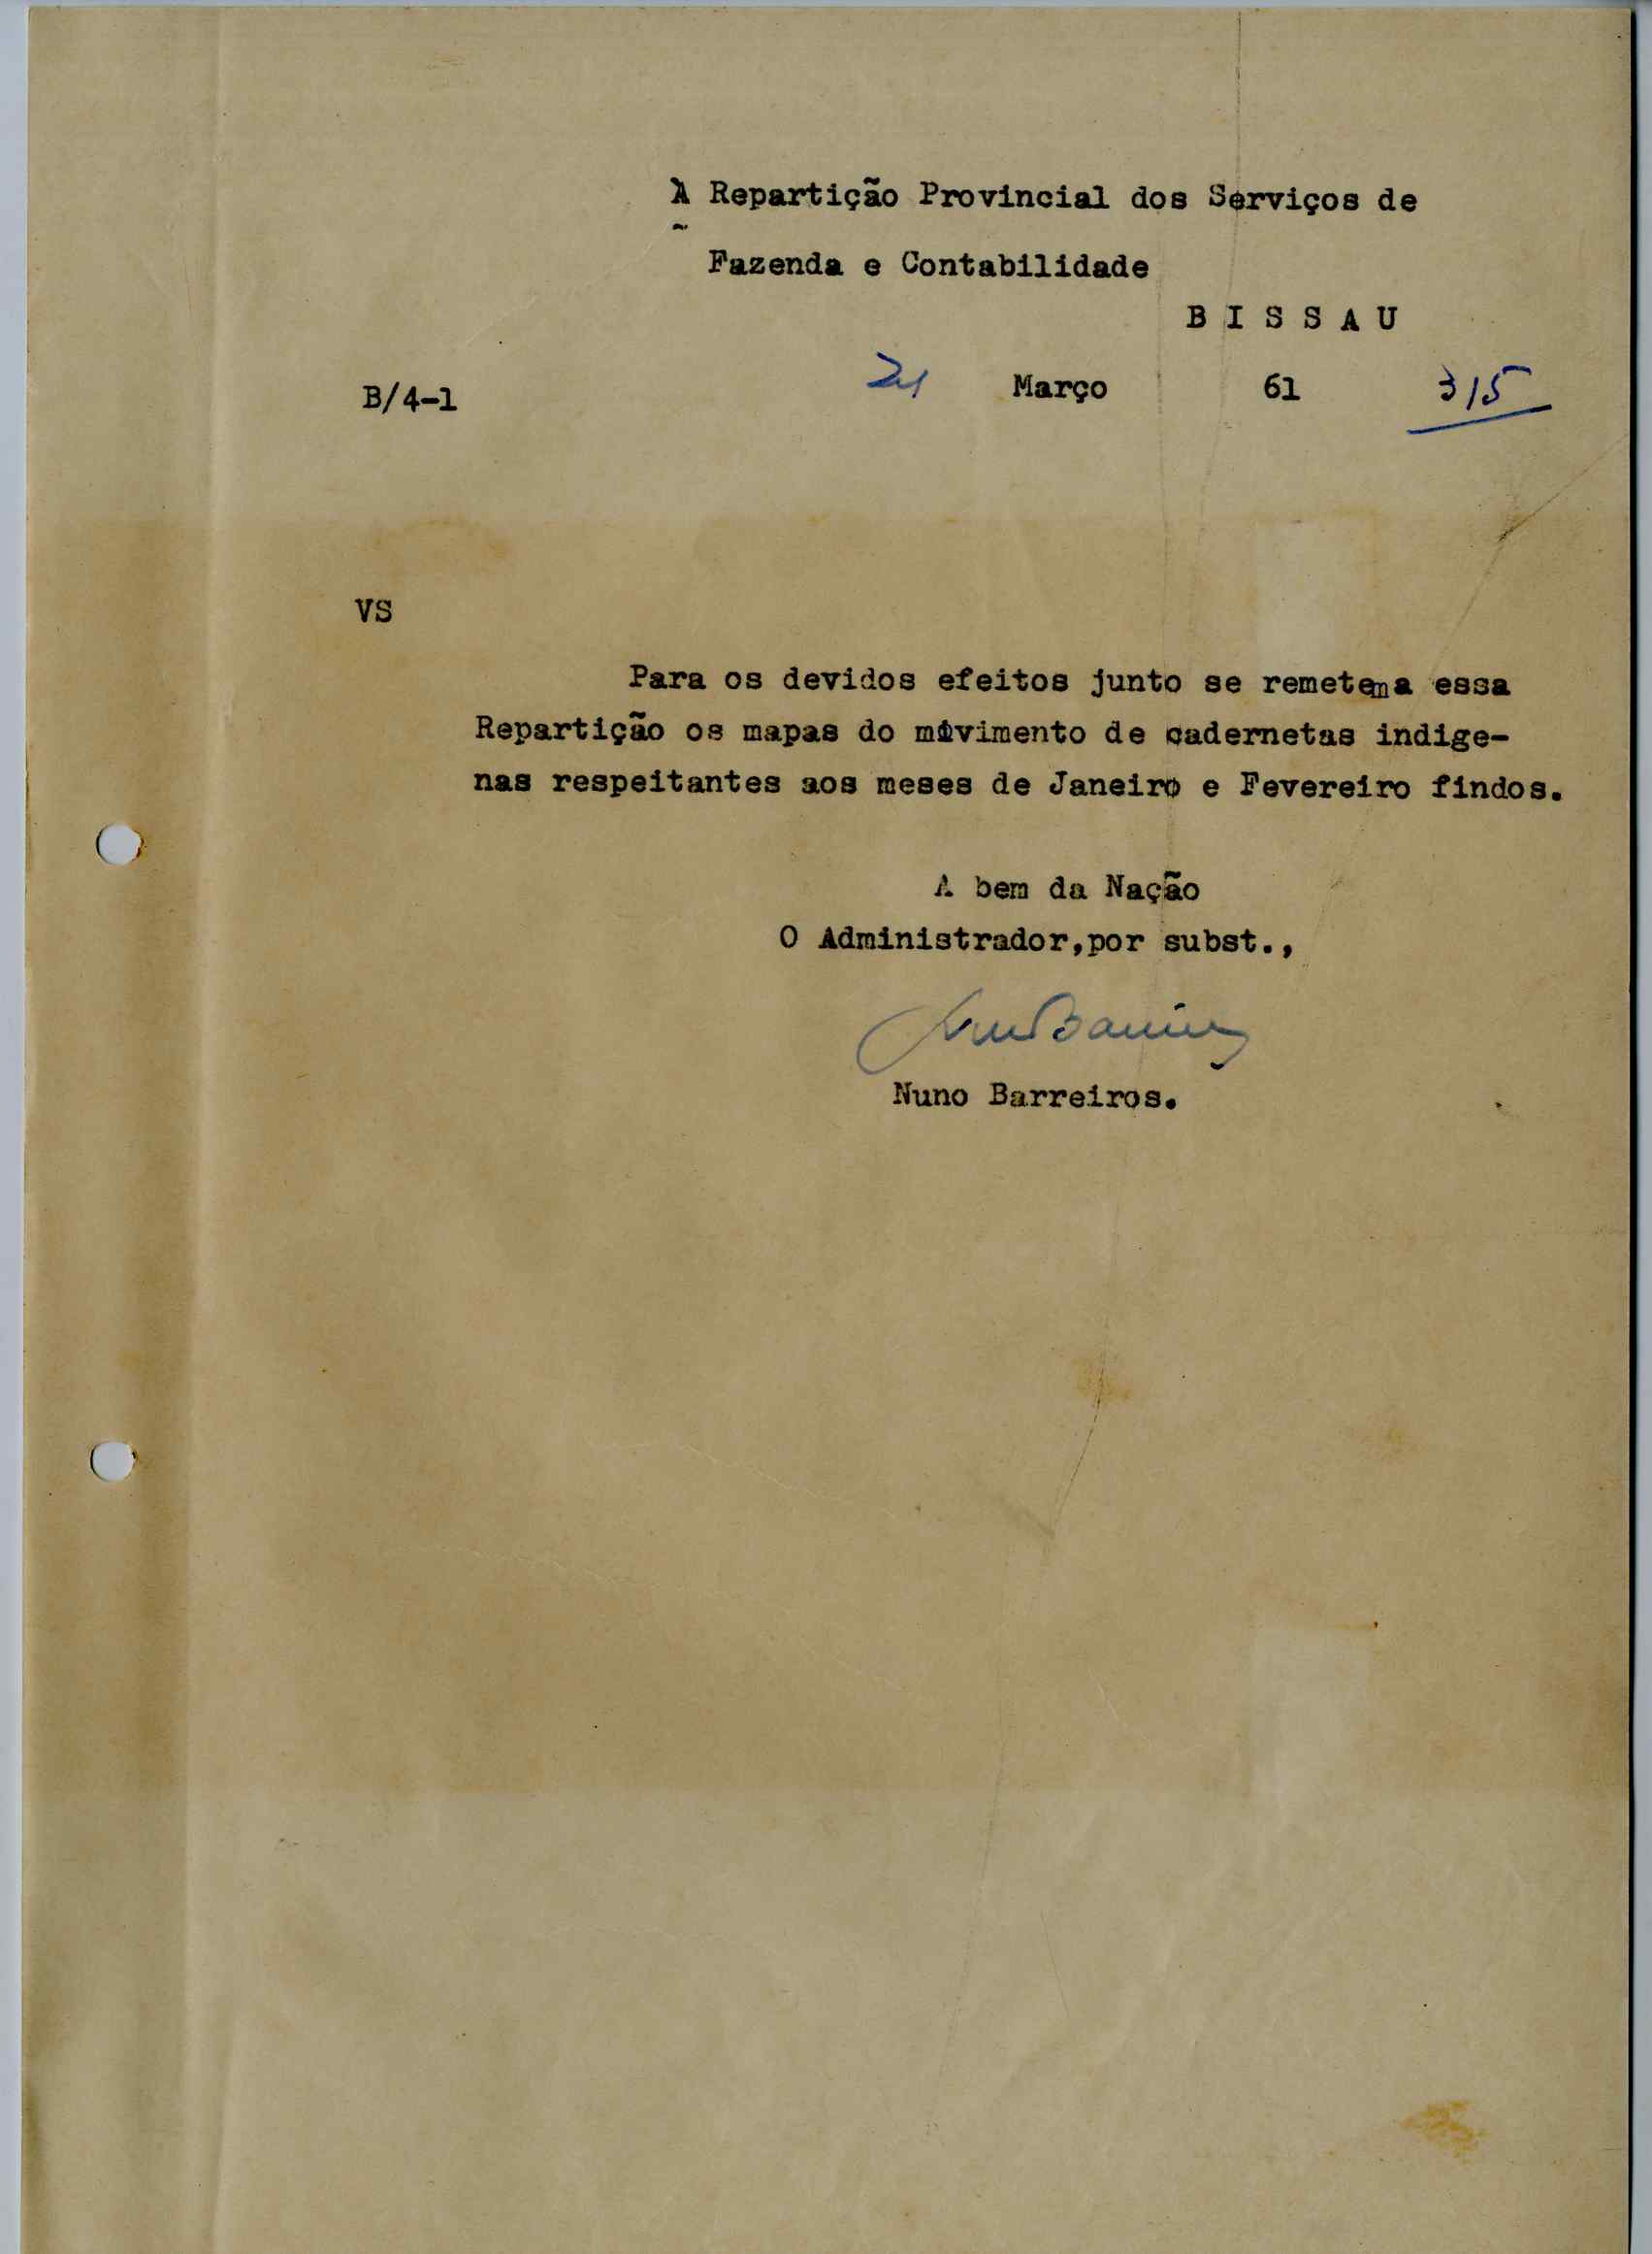 À Repartição Provincial dos Serviços de
Fazenda e Contabilidade
B I S S A U
B/4-1 21 Março 61 315
VS
Para os devidos efeitos junto se remetem a essa
Repartição os mapas do movimento de cadernetas indige-
nas respeitantes aos meses de Janeiro e Fevereiro findos.
A bem da Nação
O Administrador,por subst.,
Nuno Barreiros.